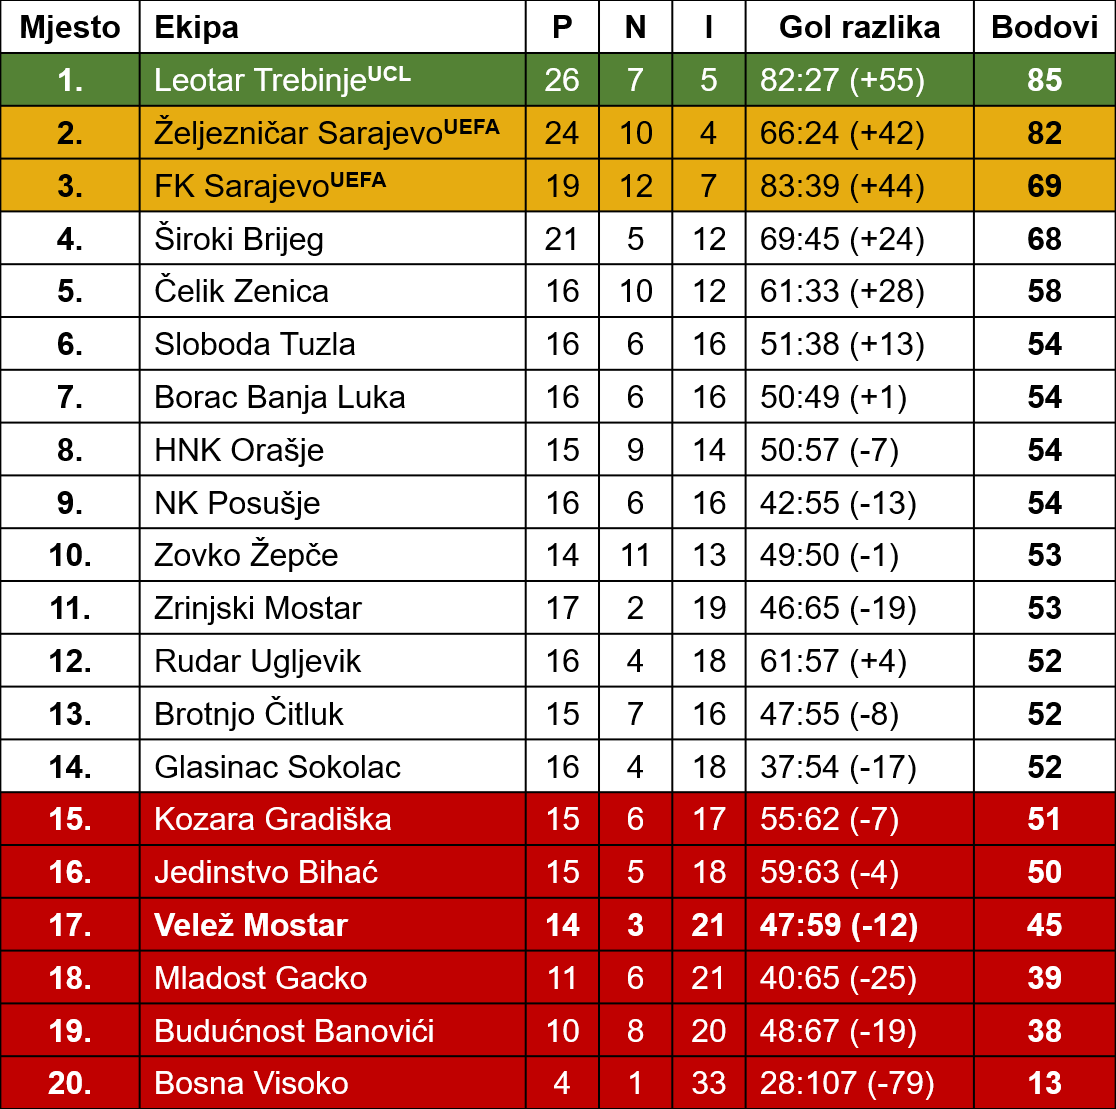 Mjesto Ekipa P N I Gol razlika Bodovi
1. Leotar TrebinjeUCL 26 7 5 82:27 (+55) 85
2. Željezničar SarajevoUEFA 24 10 4 66:24 (+42) 82
3. FK SarajevoUEFA 19 12 7 83:39 (+44) 69
4. Široki Brijeg 21 5 12 69:45 (+24) 68
5. Čelik Zenica 16 10 12 61:33 (+28) 58
6. Sloboda Tuzla 16 6 16 51:38 (+13) 54
7. Borac Banja Luka 16 6 16 50:49 (+1) 54
8. HNK Orašje 15 9 14 50:57 (-7) 54
9. NK Posušje 16 6 16 42:55 (-13) 54
10. Zovko Žepče 14 11 13 49:50 (-1) 53
11. Zrinjski Mostar 17 2 19 46:65 (-19) 53
12. Rudar Ugljevik 16 4 18 61:57 (+4) 52
13. Brotnjo Čitluk 15 7 16 47:55 (-8) 52
14. Glasinac Sokolac 16 4 18 37:54 (-17) 52
15. Kozara Gradiška 15 6 17 55:62 (-7) 51
16. Jedinstvo Bihać 15 5 18 59:63 (-4) 50
17. Velež Mostar 14 3 21 47:59 (-12) 45
18. Mladost Gacko 11 6 21 40:65 (-25) 39
19. Budućnost Banovići 10 8 20 48:67 (-19) 38
20. Bosna Visoko 4 1 33 28:107 (-79) 13